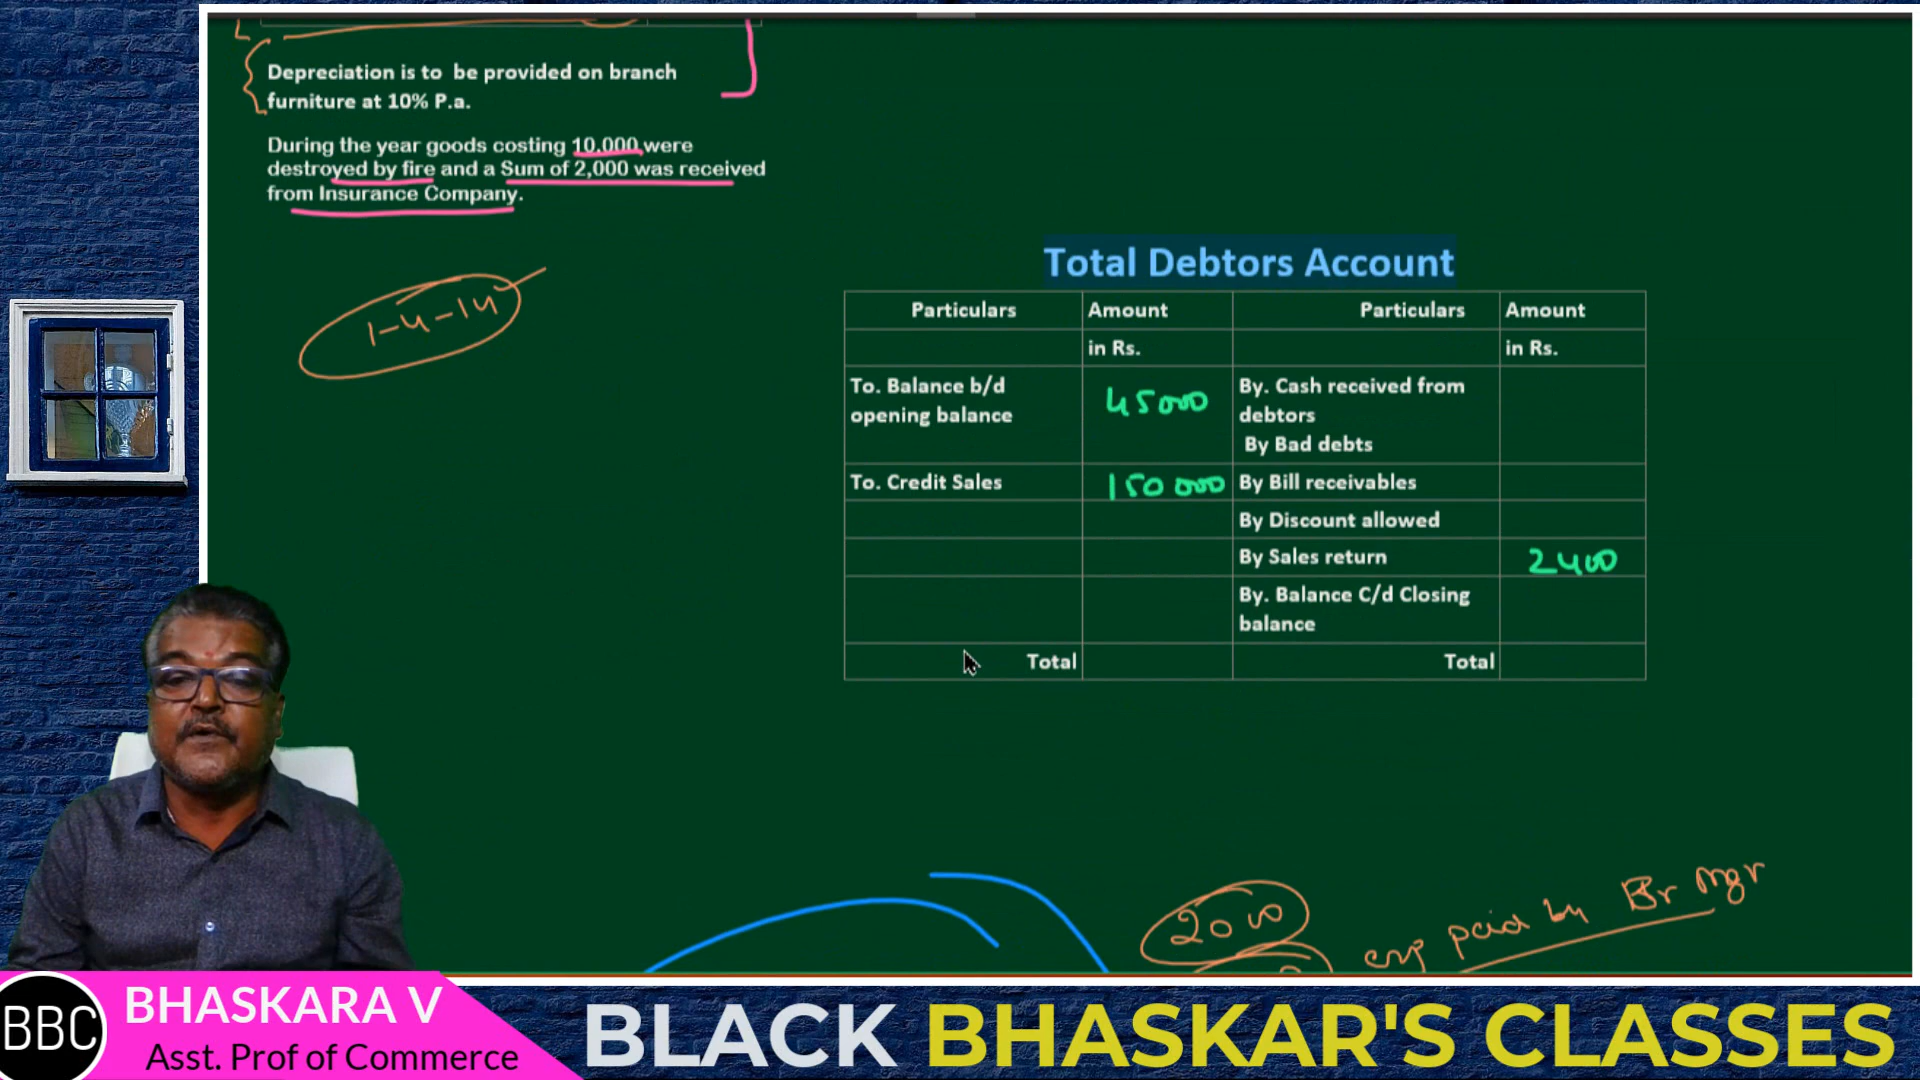 Depreciation is to be provided on branch
furniture at 10% P.a.
During the year goods costing 10,000 were
destroyed by fire and a Sum of 2,000 was received
from Insurance Company.
1-4-14
Total Debtors Account
Particulars Amount Particulars Amount
in Rs. in Rs.
To. Balance b/d
opening balance
45000
By. Cash received from
debtors
By Bad debts
To. Credit Sales 150 000 By Bill receivables
By Discount allowed
By Sales return 2400
By. Balance C/d Closing
balance
Total Total
2000
exp paid by Br Mgr
BBC
BHASKARA V
Asst. Prof of Commerce
BLACK BHASKAR'S CLASSES